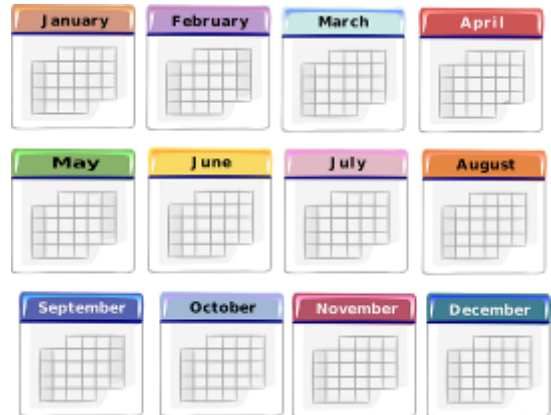 January
February
March
April
May
June
July
August
September
October
November
December